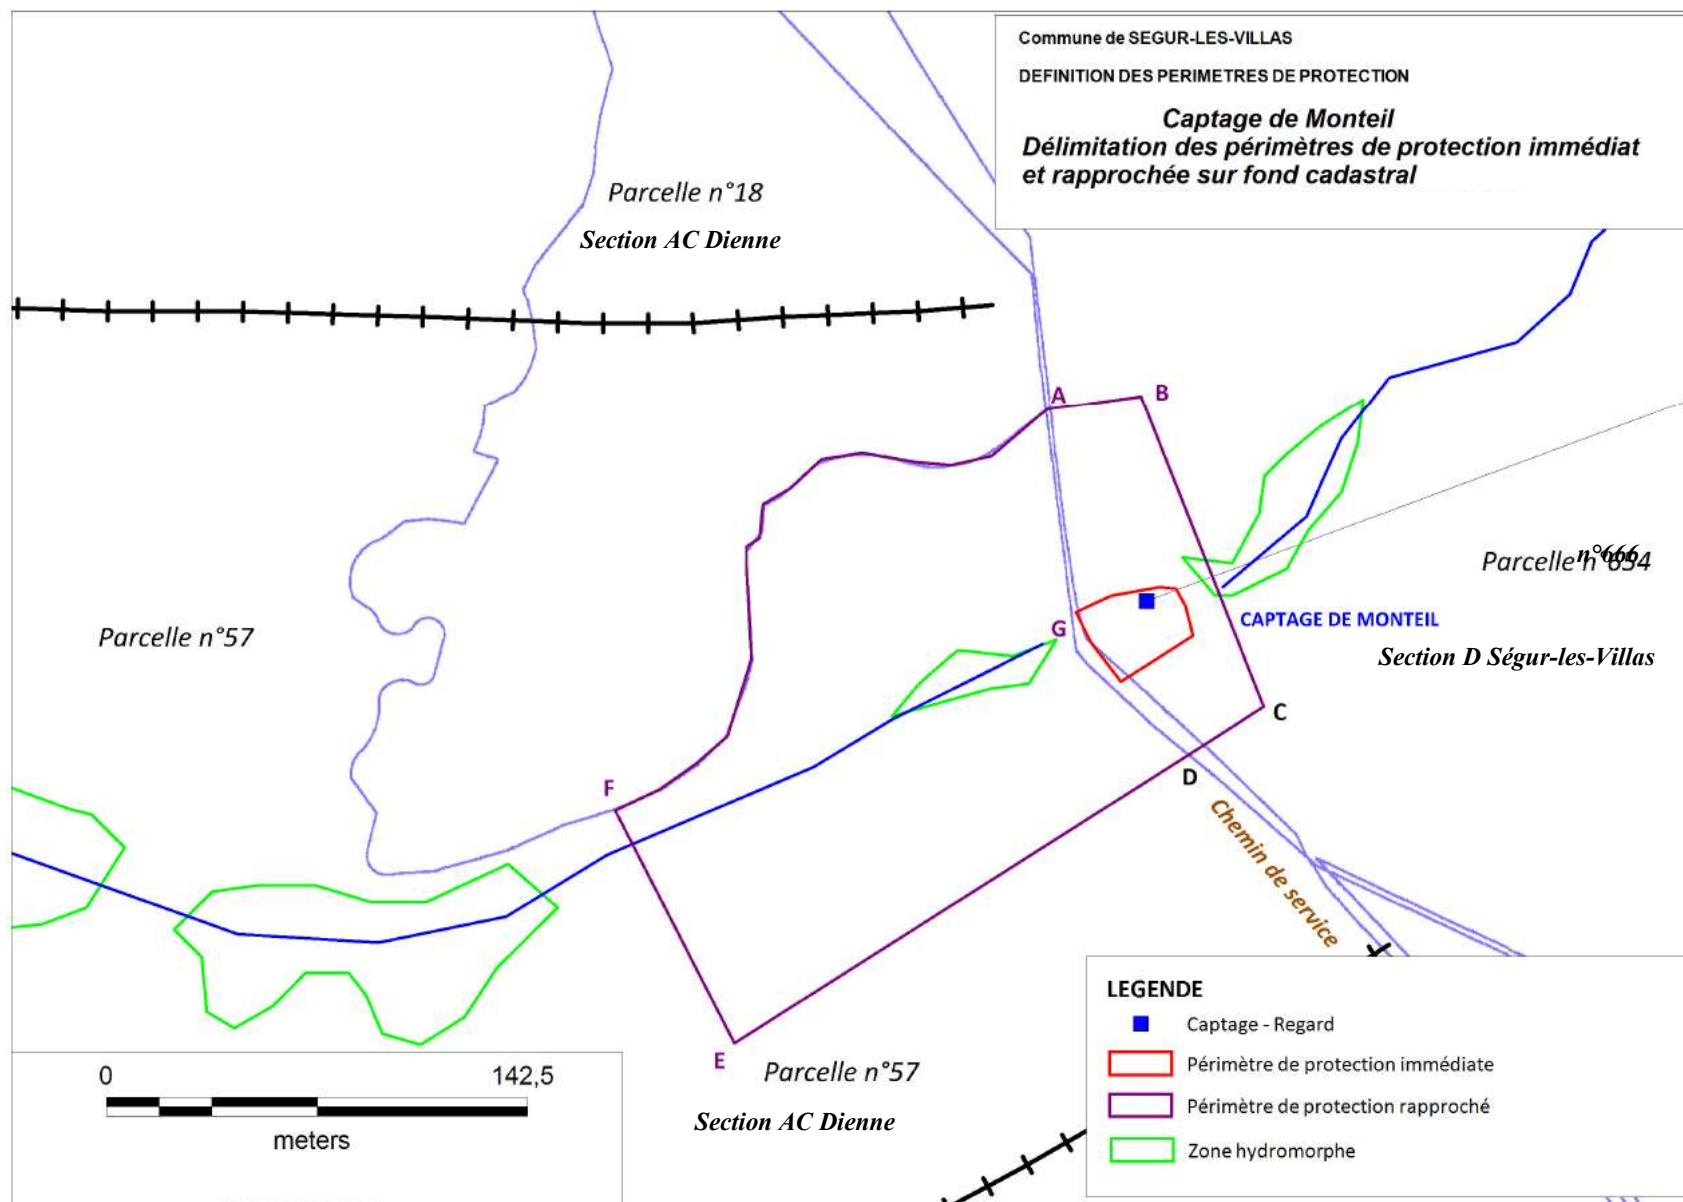 Commune de SEGUR-LES-VILLAS
DEFINITION DES PERIMETRES DE PROTECTION
Captage de Monteil
Délimitation des périmètres de protection immédiat
et rapprochée sur fond cadastral
Parcelle n°18
Section AC Dienne
A
B
Parcelle n°666
CAPTAGE DE MONTEIL
G
Parcelle n°57
Section D Ségur-les-Villas
C
D
F
Chemin de service
E
Parcelle n°57
Section AC Dienne
0 142,5
meters
LEGENDE
Captage - Regard
Périmètre de protection immédiate
Périmètre de protection rapproché
Zone hydromorphe